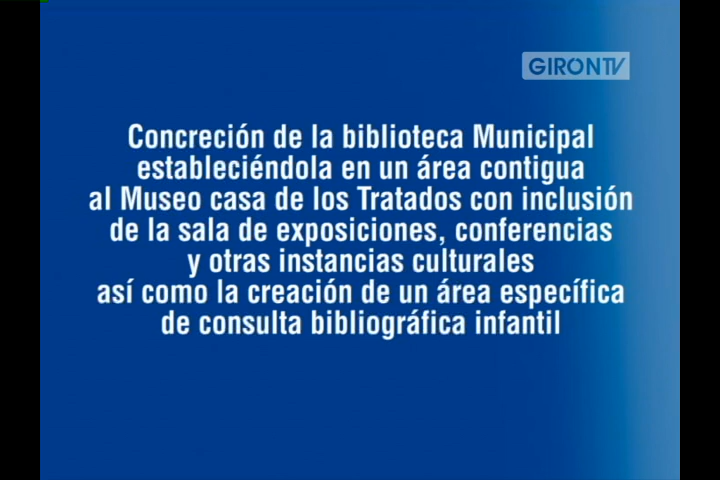 GIRONTV
Concreción de la biblioteca Municipal
estableciéndola en un área contigua
al Museo casa de los Tratados con inclusión
de la sala de exposiciones, conferencias
y otras instancias culturales
así como la creación de un área específica
de consulta bibliográfica infantil